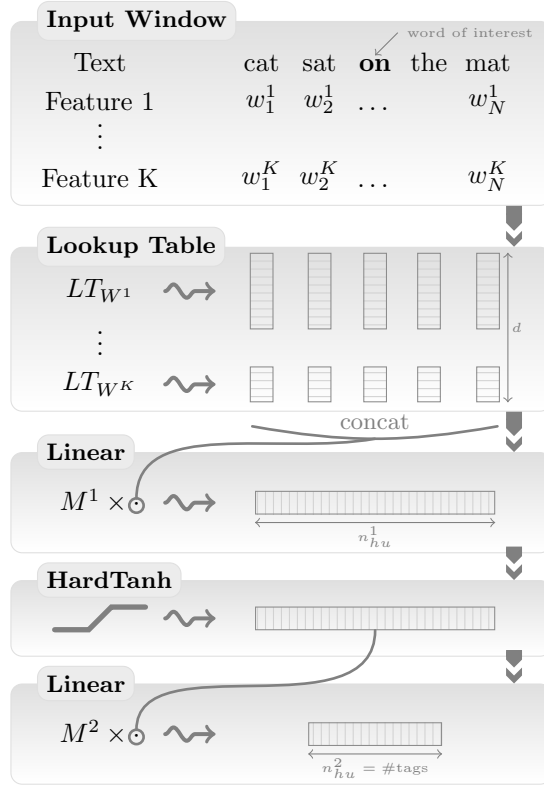 Input Window
word of interest
Text cat sat on the mat
Feature 1 w_1^1 w_2^1 ... w_N^1
⋮
Feature K w_1^K w_2^K ... w_N^K
Lookup Table
LT_{W^1}
d
⋮
LT_{W^K}
concat
Linear
M^1 × ⊙
n_{hu}^1
HardTanh
Linear
M^2 × ⊙
n_{hu}^2 = #tags